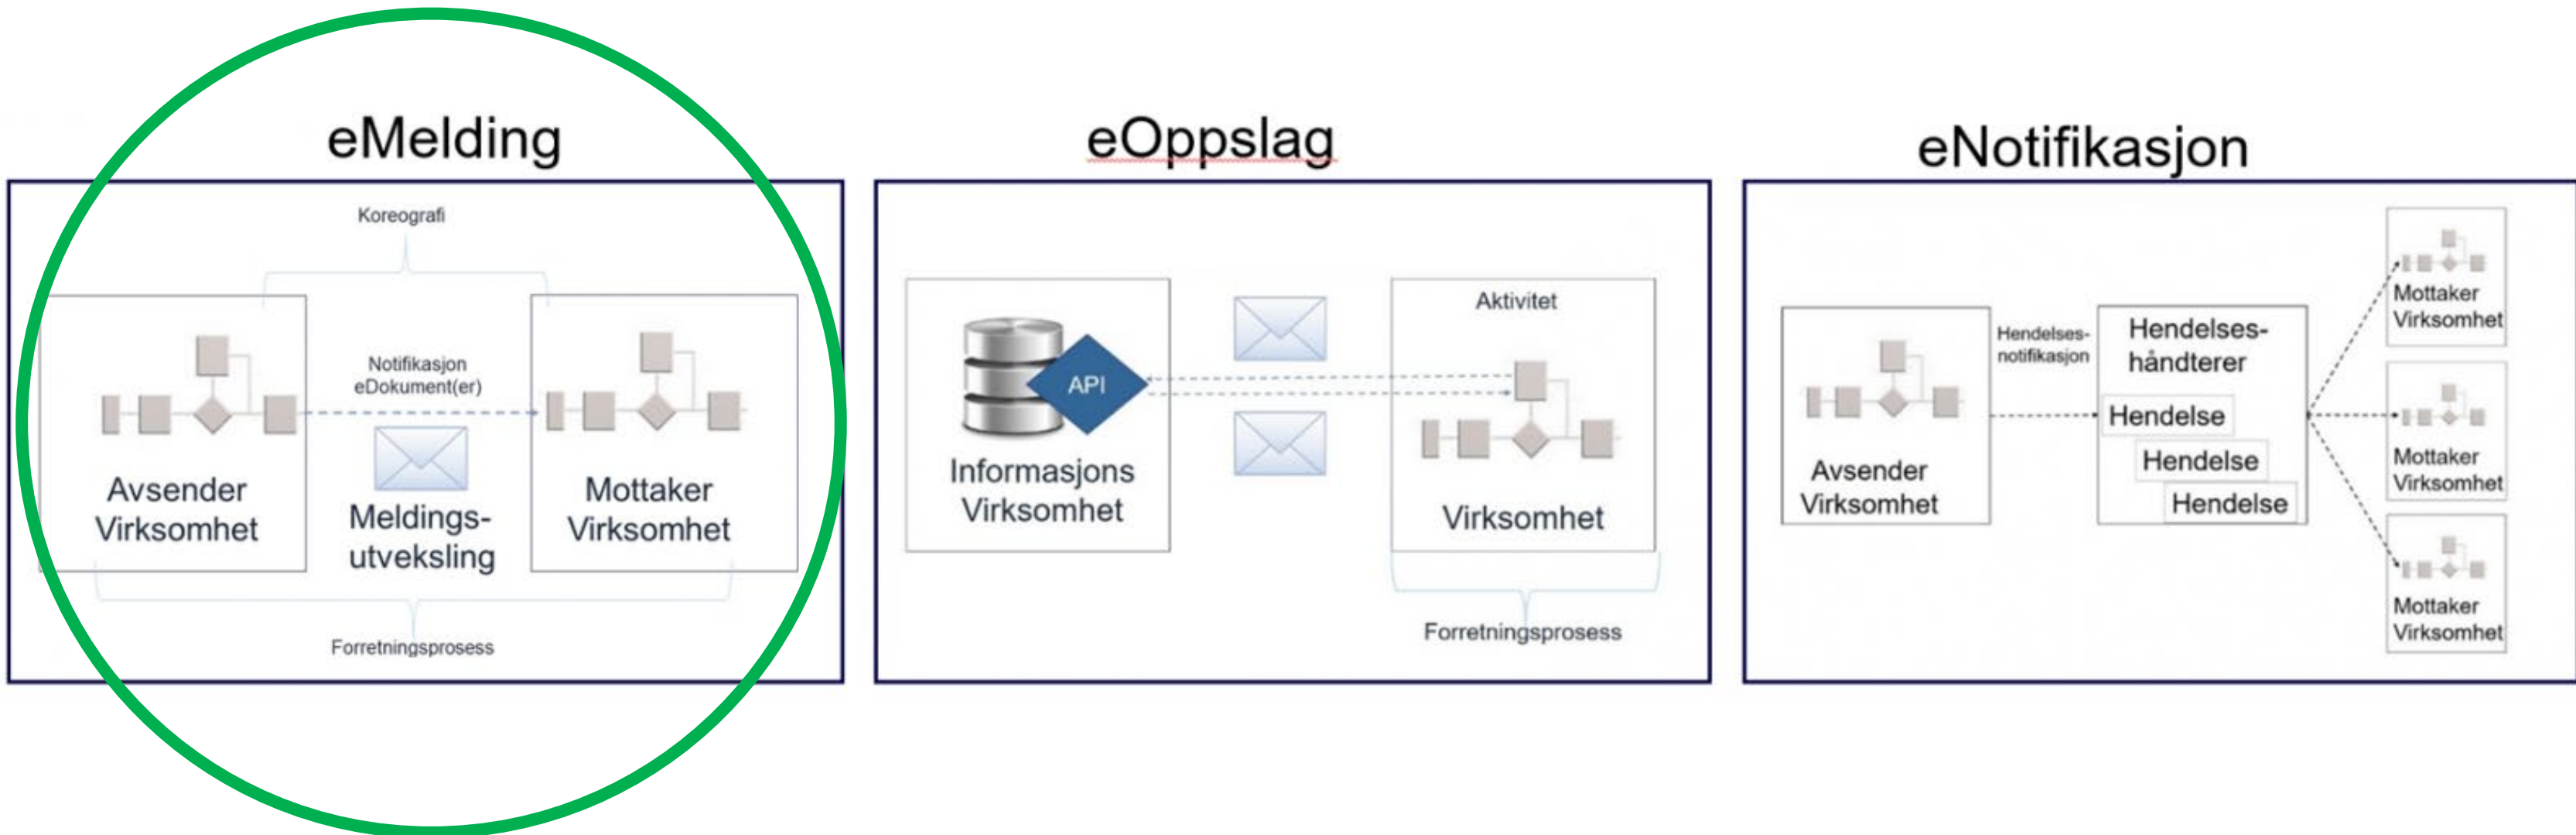 eMelding
Koreografi
Notifikasjon
eDokument(er)
Avsender
Virksomhet
Meldings-
utveksling
Mottaker
Virksomhet
Forretningsprosess
eOppslag
API
Informasjons
Virksomhet
Aktivitet
Virksomhet
Forretningsprosess
eNotifikasjon
Avsender
Virksomhet
Hendelses-
notifikasjon
Hendelses-
håndterer
Hendelse
Hendelse
Hendelse
Mottaker
Virksomhet
Mottaker
Virksomhet
Mottaker
Virksomhet